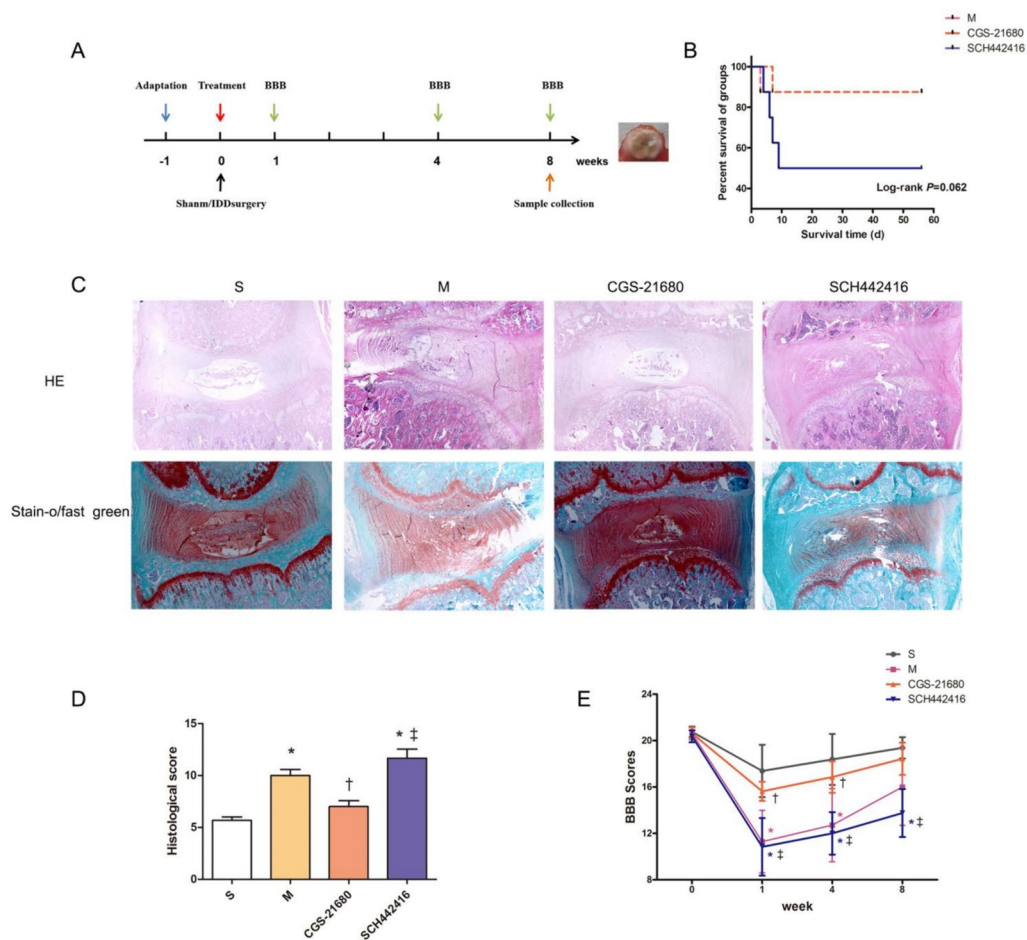 A
Adaptation Treatment BBB BBB BBB
-1 0 1 4 8 weeks
Shanm/IDDsurgery Sample collection
B
M
CGS-21680
SCH442416
Percent survival of groups
100
80
60
40
Log-rank P=0.062
0 10 20 30 40 50 60
Survival time (d)
C
S M CGS-21680 SCH442416
HE
Stain-o/fast green
D
Histological score
15
10
5
0
* † * ‡
S M CGS-21680 SCH442416
E
S
M
CGS-21680
SCH442416
BBB Scores
24
20
16
12
8
† †
* *
* ‡ * ‡ * ‡
0 1 4 8
week